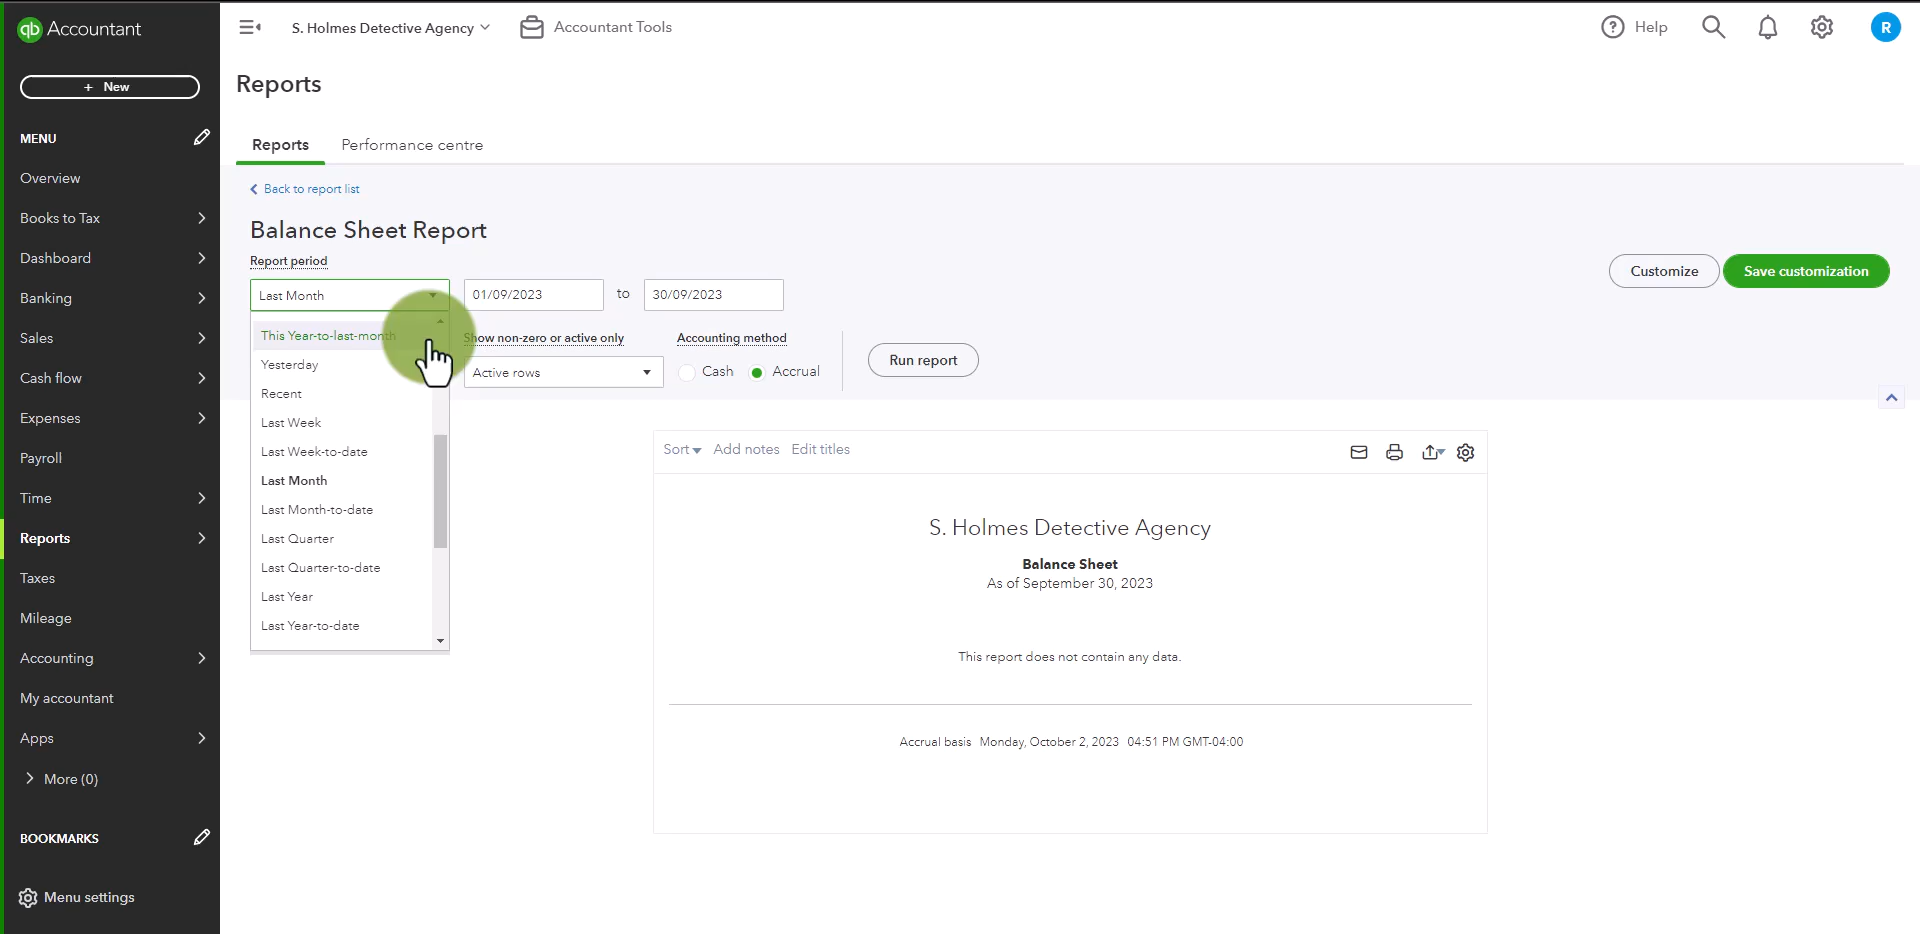 qb Accountant
+ New
MENU
Overview
Books to Tax
Dashboard
Banking
Sales
Cash flow
Expenses
Payroll
Time
Reports
Taxes
Mileage
Accounting
My accountant
Apps
More (0)
BOOKMARKS
Menu settings
S. Holmes Detective Agency
Accountant Tools
Help
R
Reports
Reports Performance centre
Back to report list
Balance Sheet Report
Report period
Last Month 01/09/2023 to 30/09/2023
Customize Save customization
This Year-to-last-month
Yesterday
Recent
Last Week
Last Week-to-date
Last Month
Last Month-to-date
Last Quarter
Last Quarter-to-date
Last Year
Last Year-to-date
Show non-zero or active only
Active rows
Accounting method
Cash Accrual
Run report
Sort Add notes Edit titles
S. Holmes Detective Agency
Balance Sheet
As of September 30, 2023
This report does not contain any data.
Accrual basis Monday, October 2, 2023 04:51 PM GMT-04:00